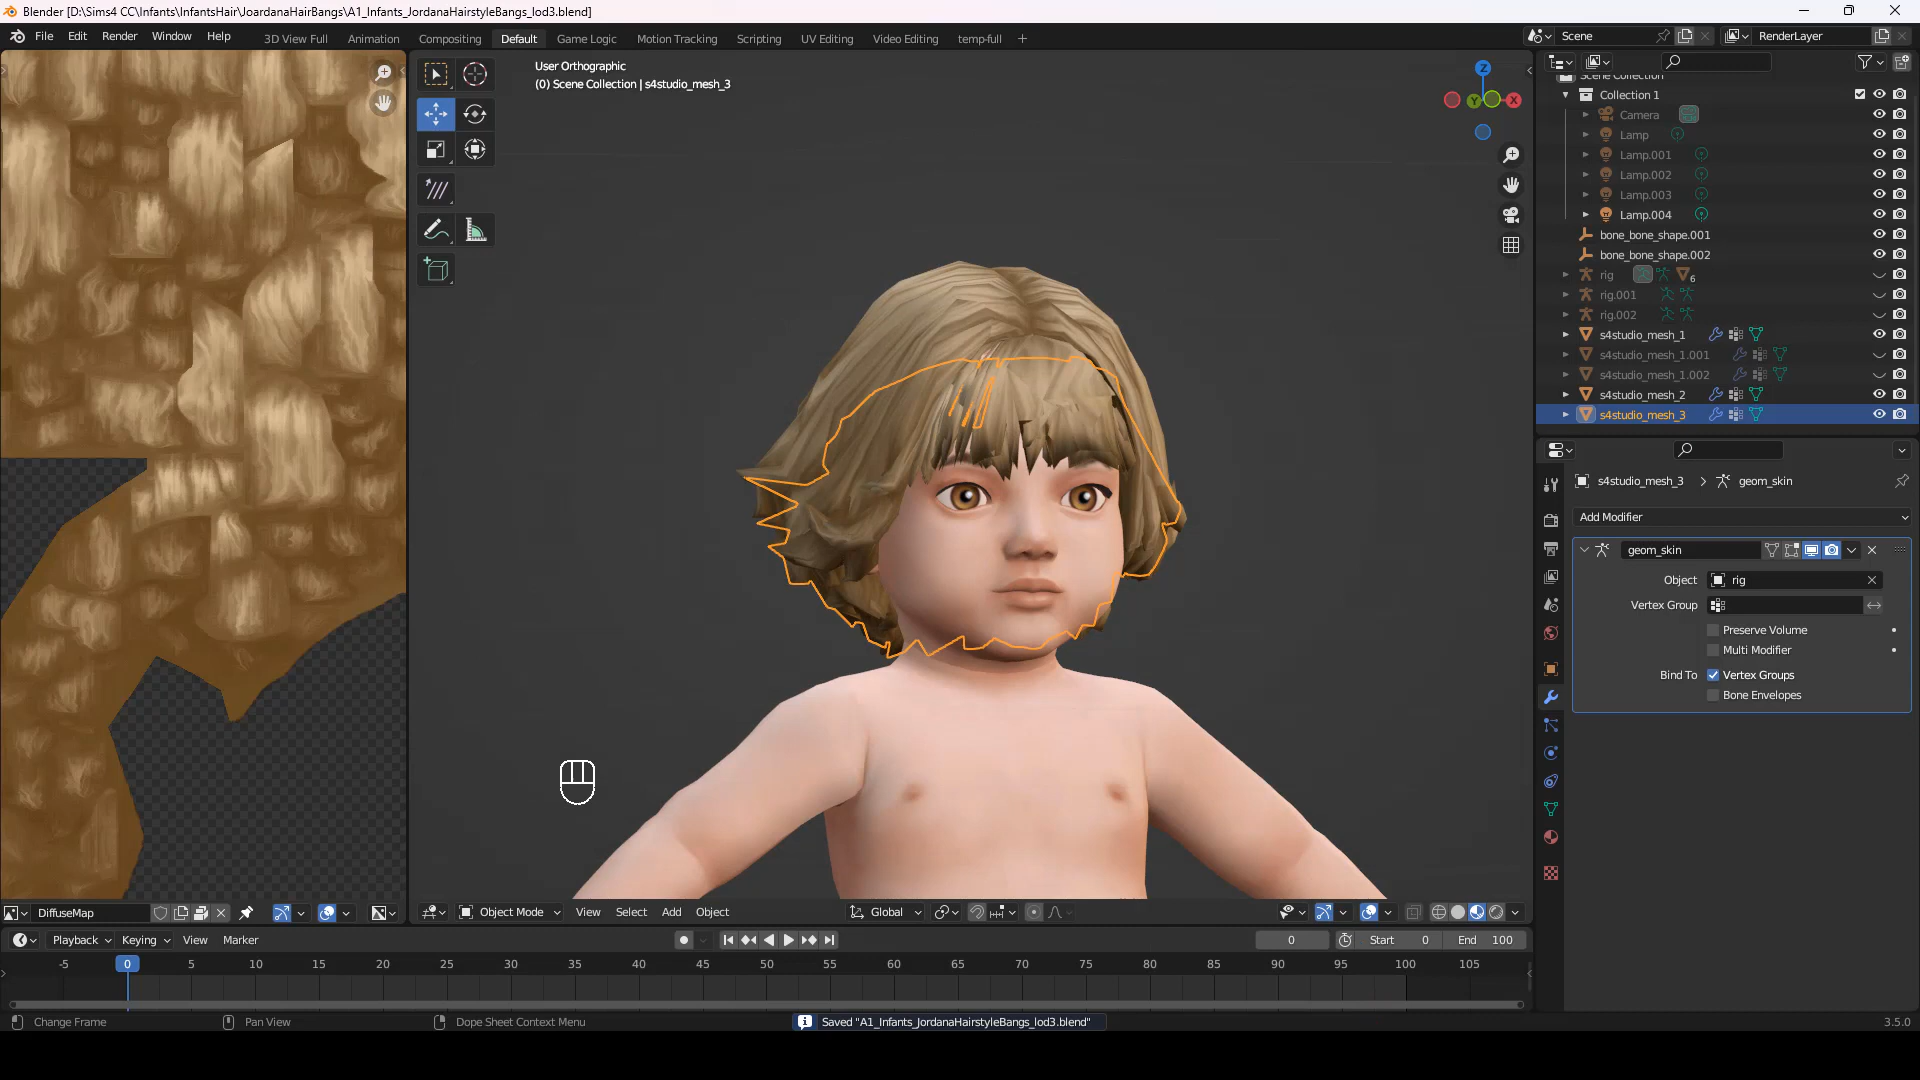 Blender [D:\Sims4 CC\Infants\InfantsHair\JoardanaHairBangs\A1_Infants_JordanaHairstyleBangs_lod3.blend]
File Edit Render Window Help 3D View Full Animation Compositing Default Game Logic Motion Tracking Scripting UV Editing Video Editing temp-full + Scene RenderLayer
User Orthographic
(0) Scene Collection | s4studio_mesh_3
Z
Y
X
Scene Collection
Collection 1
Camera
Lamp
Lamp.001
Lamp.002
Lamp.003
Lamp.004
bone_bone_shape.001
bone_bone_shape.002
rig 6
rig.001
rig.002
s4studio_mesh_1
s4studio_mesh_1.001
s4studio_mesh_1.002
s4studio_mesh_2
s4studio_mesh_3
s4studio_mesh_3 > geom_skin
Add Modifier
geom_skin
Object rig
Vertex Group
Preserve Volume
Multi Modifier
Bind To Vertex Groups
Bone Envelopes
DiffuseMap Object Mode View Select Add Object Global
Playback Keying View Marker 0 Start 0 End 100
-5 0 5 10 15 20 25 30 35 40 45 50 55 60 65 70 75 80 85 90 95 100 105
Change Frame Pan View Dope Sheet Context Menu Saved "A1_Infants_JordanaHairstyleBangs_lod3.blend" 3.5.0